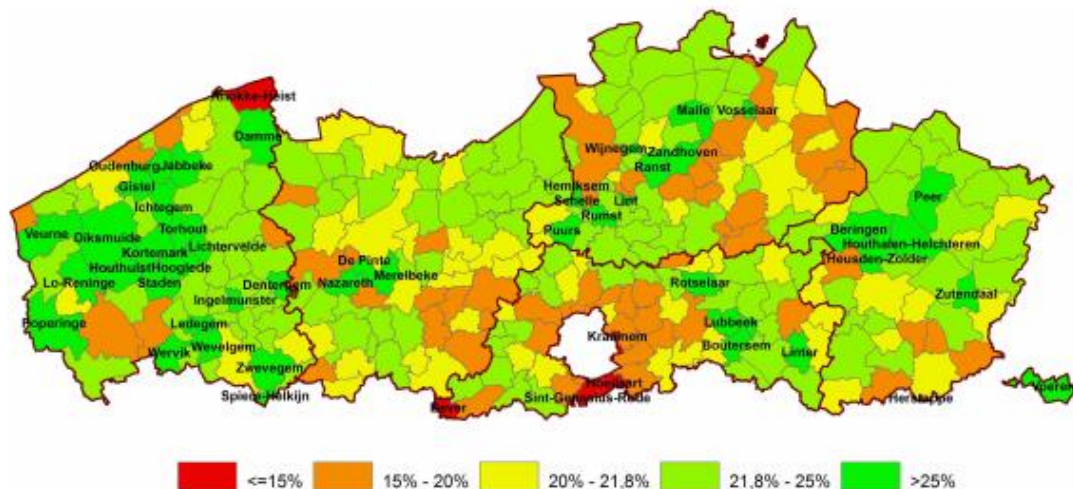 Knokke-Heist
Damme
Malle Vosselaar
Oudenburg Jabbeke
Wijnegem
Zandhoven
Ranst
Gistel
Hemiksem
Peer
Ichtegem
Schelle Lint
Rumst
Torhout
Puurs
Beringen
Veurne Diksmuide
Lichtervelde
Houthalen-Helchteren
Kortemark
De Pinte
Heusden-Zolder
Houthulst Hooglede
Merelbeke
Lo-Reninge
Staden
Dentergem
Nazareth
Rotselaar
Zutendaal
Ingelmunster
Poperinge
Ledegem
Lubbeek
Kraainem
Wervik Wevelgem
Boutersem
Linter
Zwevegem
Hoeilaart
Spiere-Helkijn
Bever
Sint-Genesius-Rode
Herstappe
Voeren
<=15% 15% - 20% 20% - 21,8% 21,8% - 25% >25%